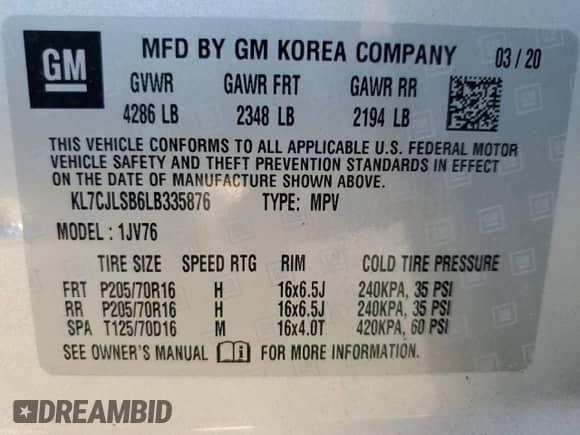 GM
MFD BY GM KOREA COMPANY 03/20
GVWR GAWR FRT GAWR RR
4286 LB 2348 LB 2194 LB
THIS VEHICLE CONFORMS TO ALL APPLICABLE U.S. FEDERAL MOTOR
VEHICLE SAFETY AND THEFT PREVENTION STANDARDS IN EFFECT
ON THE DATE OF MANUFACTURE SHOWN ABOVE.
KL7CJLSB6LB335876 TYPE: MPV
MODEL : 1JV76
TIRE SIZE SPEED RTG RIM COLD TIRE PRESSURE
FRT P205/70R16 H 16x6.5J 240KPA, 35 PSI
RR P205/70R16 H 16x6.5J 240KPA, 35 PSI
SPA T125/70D16 M 16x4.0T 420KPA, 60 PSI
SEE OWNER'S MANUAL FOR MORE INFORMATION.
DREAMBID